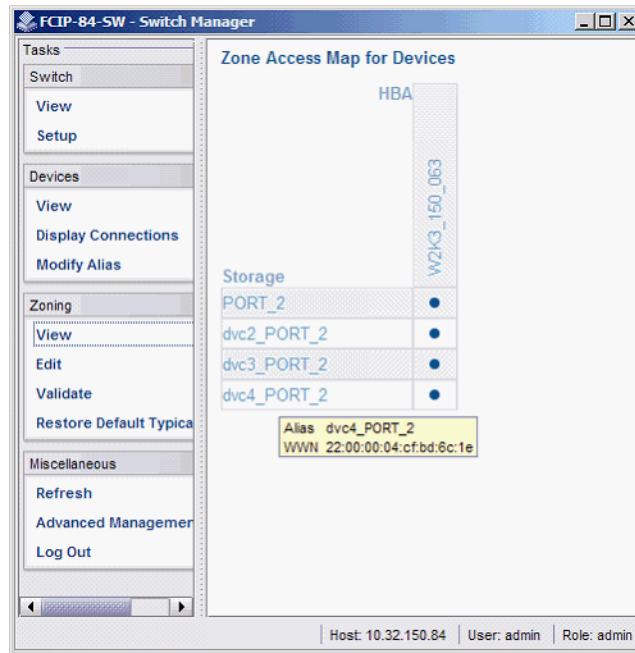 FCIP-84-SW - Switch Manager
Tasks
Switch
View
Setup
Devices
View
Display Connections
Modify Alias
Zoning
View
Edit
Validate
Restore Default Typica
Miscellaneous
Refresh
Advanced Managemer
Log Out
Zone Access Map for Devices
HBA
W2K3_150_063
Storage
PORT_2
dvc2_PORT_2
dvc3_PORT_2
dvc4_PORT_2
Alias dvc4_PORT_2
WWN 22:00:00:04:cf:bd:6c:1e
Host: 10.32.150.84 User: admin Role: admin